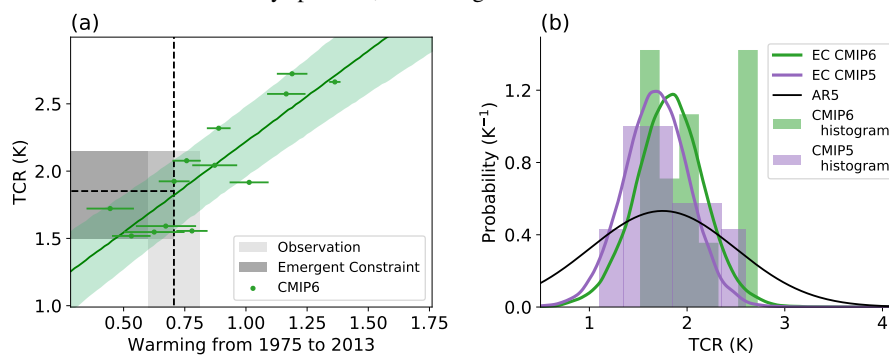 (a)
2.5
2.0
1.5
1.0
TCR (K)
0.50
0.75
1.00
1.25
1.50
1.75
Warming from 1975 to 2013
Observation
Emergent Constraint
CMIP6
(b)
1.2
0.8
0.4
0.0
Probability (K⁻¹)
1
2
3
4
TCR (K)
EC CMIP6
EC CMIP5
AR5
CMIP6
histogram
CMIP5
histogram